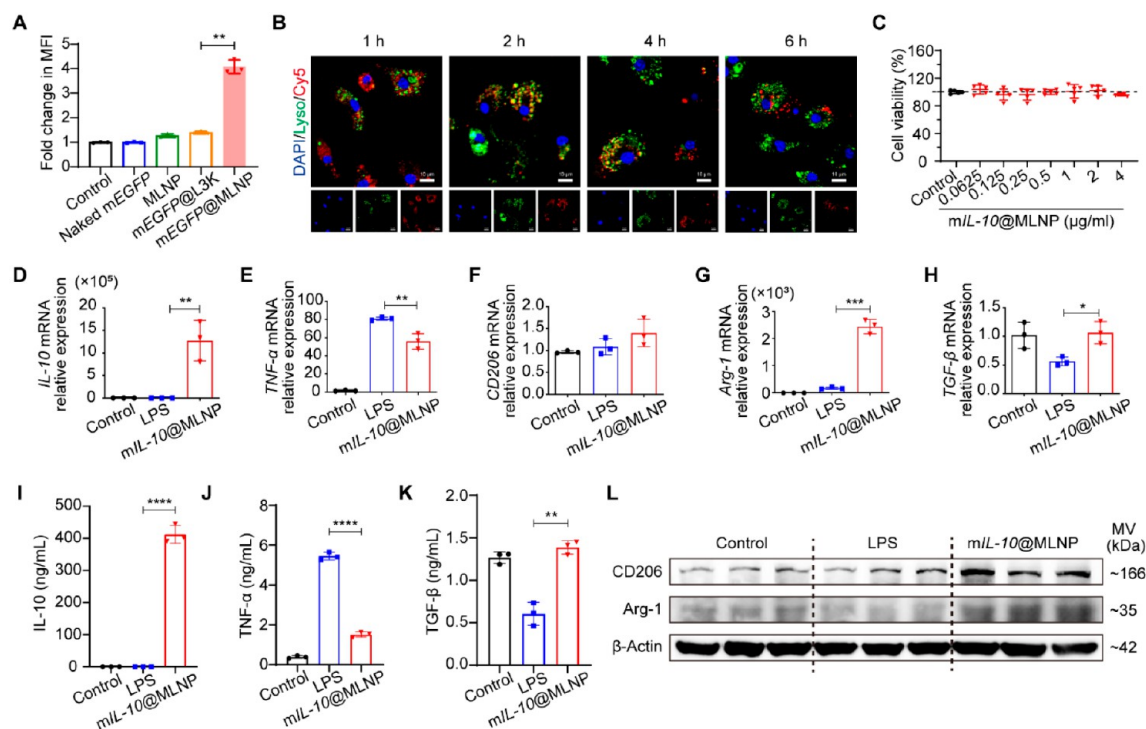 A
Fold change in MFI
5
4
3
2
1
0
**
Control
Naked mEGFP
MLNP
mEGFP@L3K
mEGFP@MLNP
B
1 h
2 h
4 h
6 h
DAPI/Lyso/Cy5
C
Cell viability (%)
160
120
80
40
0
Control
0.0625
0.125
0.25
0.5
1
2
4
mIL-10@MLNP (μg/ml)
D
(×10⁵)
IL-10 mRNA
relative expression
20
15
10
5
0
**
Control
LPS
mIL-10@MLNP
E
TNF-α mRNA
relative expression
100
80
60
40
20
0
**
Control
LPS
mIL-10@MLNP
F
CD206 mRNA
relative expression
2.0
1.5
1.0
0.5
0.0
Control
LPS
mIL-10@MLNP
G
(×10³)
Arg-1 mRNA
relative expression
4
3
2
1
0
***
Control
LPS
mIL-10@MLNP
H
TGF-β mRNA
relative expression
2.0
1.5
1.0
0.5
0.0
*
Control
LPS
mIL-10@MLNP
I
IL-10 (ng/mL)
500
400
300
200
100
0
****
Control
LPS
mIL-10@MLNP
J
TNF-α (ng/mL)
8
6
4
2
0
****
Control
LPS
mIL-10@MLNP
K
TGF-β (ng/mL)
2.0
1.5
1.0
0.5
0.0
**
Control
LPS
mIL-10@MLNP
L
Control
LPS
mIL-10@MLNP
MV
(kDa)
CD206
~166
Arg-1
~35
β-Actin
~42